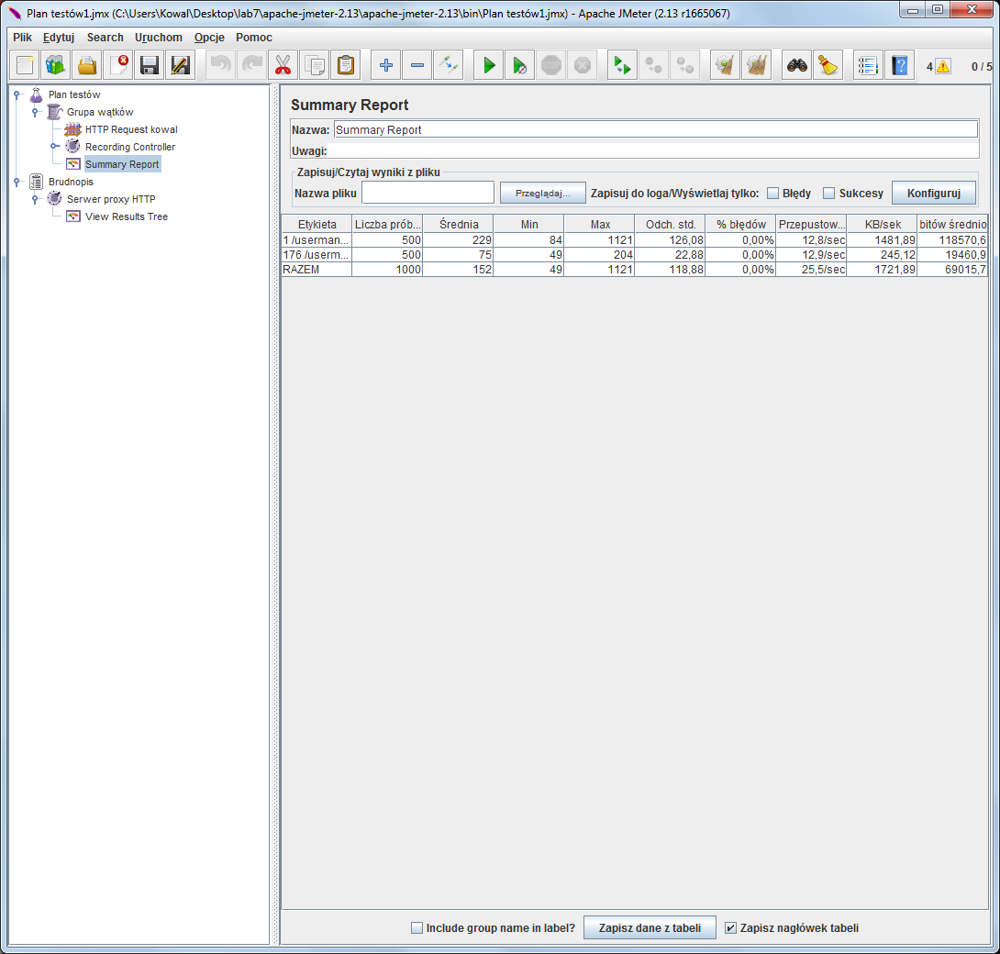 Plan testów1.jmx (C:\Users\Kowal\Desktop\lab7\apache-jmeter-2.13\apache-jmeter-2.13\bin\Plan testów1.jmx) - Apache JMeter (2.13 r1665067)
Plik Edytuj Search Uruchom Opcje Pomoc
STOP 4 0 / 5
Plan testów
Grupa wątków
HTTP Request kowal
Recording Controller
Summary Report
Brudnopis
Serwer proxy HTTP
View Results Tree
Summary Report
Nazwa: Summary Report
Uwagi:
Zapisuj/Czytaj wyniki z pliku
Nazwa pliku Przeglądaj... Zapisuj do loga/Wyświetlaj tylko: Błędy Sukcesy Konfiguruj
Etykieta Liczba prób... Średnia Min Max Odch. std. % błędów Przepustow... KB/sek bitów średnio
1 /userman... 500 229 84 1121 126,08 0,00% 12,8/sec 1481,89 118570,6
176 /userm... 500 75 49 204 22,88 0,00% 12,9/sec 245,12 19460,9
RAZEM 1000 152 49 1121 118,88 0,00% 25,5/sec 1721,89 69015,7
Include group name in label? Zapisz dane z tabeli Zapisz nagłówek tabeli